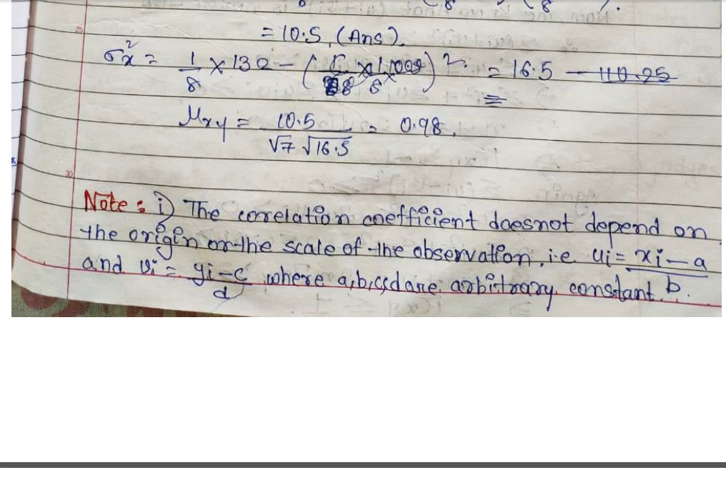 = 10.5 (Ans).
σx² = 1/8 × 132 − ( )² = 16.5 − 110.25
μxy = 10.5 / √7 √16.5 = 0.98.
Note : i) The correlation coefficient doesnot depend on
the origin or the scale of the observation, i.e ui = xi − a / b.
and vi = yi − c / d where a,b,c,d are arbitrary constant.